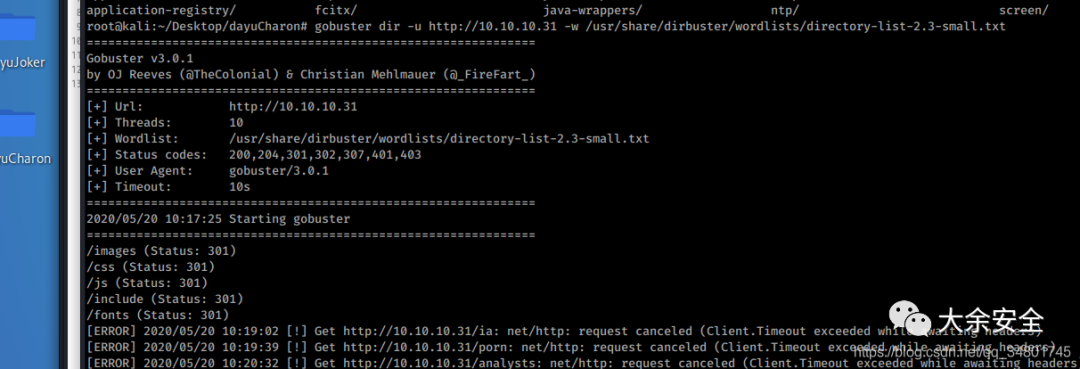 application-registry/ fcitx/ java-wrappers/ ntp/ screen/
root@kali:~/Desktop/dayuCharon# gobuster dir -u http://10.10.10.31 -w /usr/share/dirbuster/wordlists/directory-list-2.3-small.txt
===============================================================
Gobuster v3.0.1
by OJ Reeves (@TheColonial) & Christian Mehlmauer (@_FireFart_)
===============================================================
[+] Url: http://10.10.10.31
[+] Threads: 10
[+] Wordlist: /usr/share/dirbuster/wordlists/directory-list-2.3-small.txt
[+] Status codes: 200,204,301,302,307,401,403
[+] User Agent: gobuster/3.0.1
[+] Timeout: 10s
===============================================================
2020/05/20 10:17:25 Starting gobuster
===============================================================
/images (Status: 301)
/css (Status: 301)
/js (Status: 301)
/include (Status: 301)
/fonts (Status: 301)
[ERROR] 2020/05/20 10:19:02 [!] Get http://10.10.10.31/ia: net/http: request canceled (Client.Timeout exceeded while awaiting headers)
[ERROR] 2020/05/20 10:19:39 [!] Get http://10.10.10.31/porn: net/http: request canceled (Client.Timeout exceeded while awaiting headers)
[ERROR] 2020/05/20 10:20:32 [!] Get http://10.10.10.31/analysts: net/http: request canceled (Client.Timeout exceeded while awaiting headers
yuJoker
yuCharon
大余安全
https://blog.csdn.net/qq_34801745